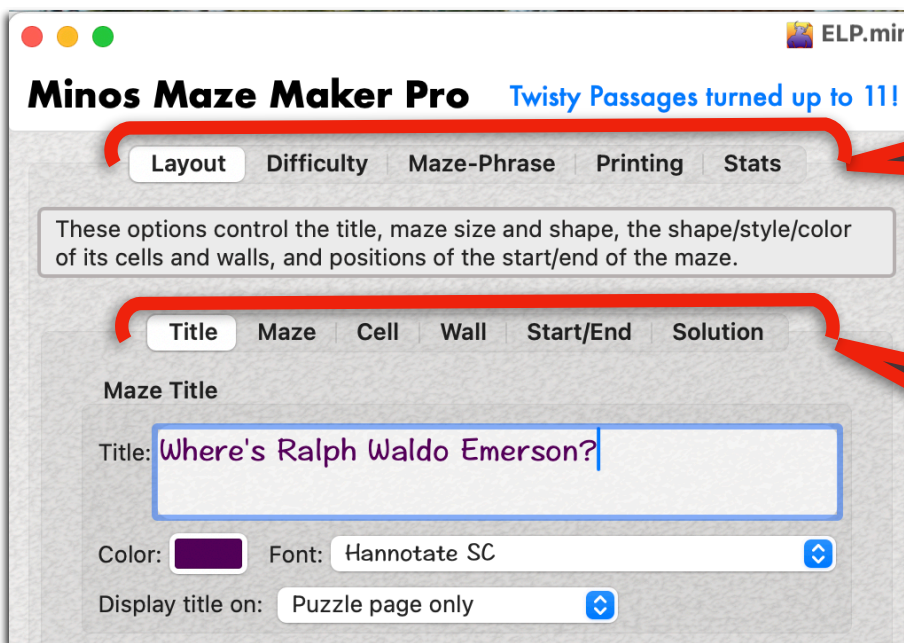 ELP.min
Minos Maze Maker Pro Twisty Passages turned up to 11!
Layout Difficulty Maze-Phrase Printing Stats
These options control the title, maze size and shape, the shape/style/color
of its cells and walls, and positions of the start/end of the maze.
Title Maze Cell Wall Start/End Solution
Maze Title
Title: Where's Ralph Waldo Emerson?
Color: Font: Hannotate SC
Display title on: Puzzle page only